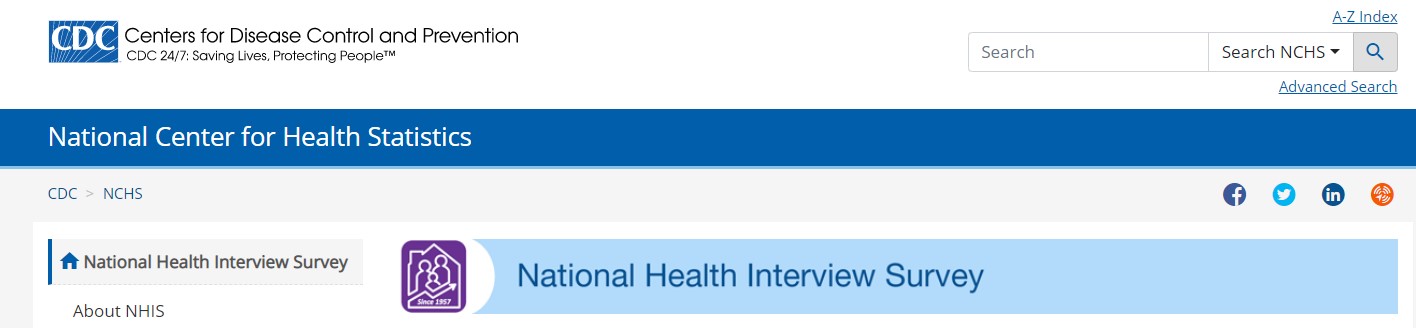 A-Z Index
CDC
Centers for Disease Control and Prevention
CDC 24/7: Saving Lives, Protecting People™
Search
Search NCHS
Advanced Search
National Center for Health Statistics
CDC > NCHS
National Health Interview Survey
Since 1957
National Health Interview Survey
About NHIS